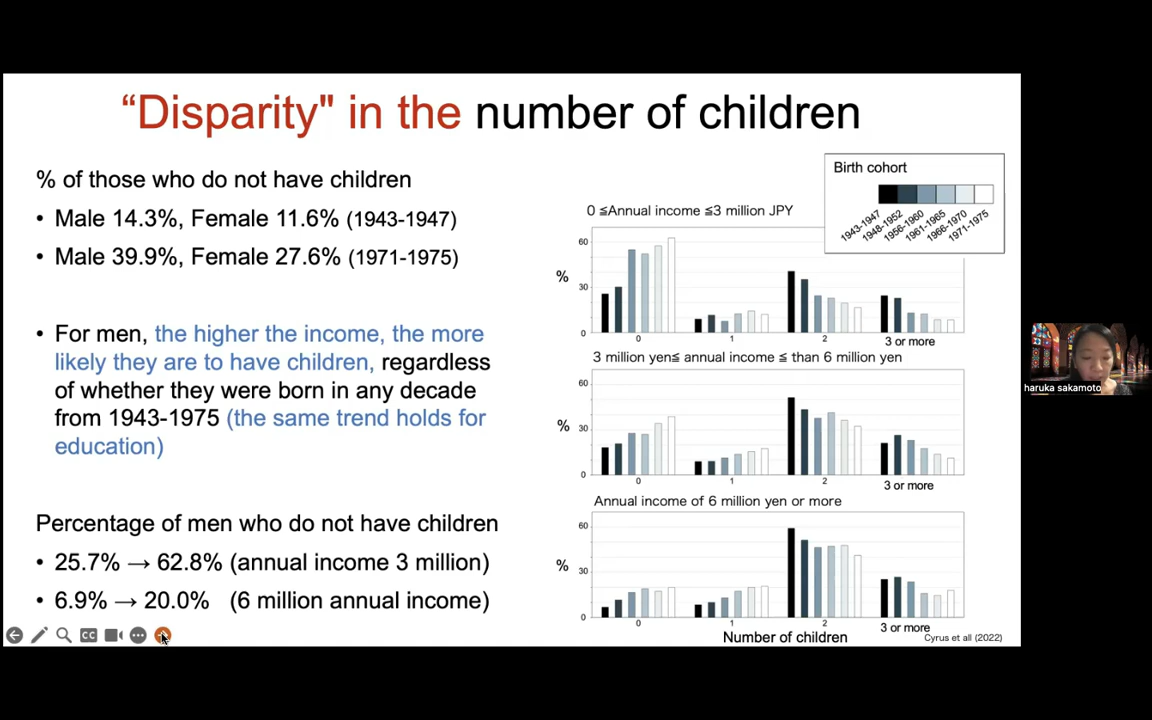 “Disparity" in the number of children
% of those who do not have children
• Male 14.3%, Female 11.6% (1943-1947)
• Male 39.9%, Female 27.6% (1971-1975)
• For men, the higher the income, the more
likely they are to have children, regardless
of whether they were born in any decade
from 1943-1975 (the same trend holds for
education)
Percentage of men who do not have children
• 25.7% → 62.8% (annual income 3 million)
• 6.9% → 20.0% (6 million annual income)
CC
Birth cohort
1943-1947
1948-1952
1956-1960
1961-1965
1966-1970
1971-1975
0 ≦Annual income ≦3 million JPY
%
60
30
0
0
1
2
3 or more
3 million yen≦ annual income ≦ than 6 million yen
%
60
30
0
0
1
2
3 or more
Annual income of 6 million yen or more
%
60
30
0
0
1
2
3 or more
Number of children
Cyrus et all (2022)
haruka sakamoto